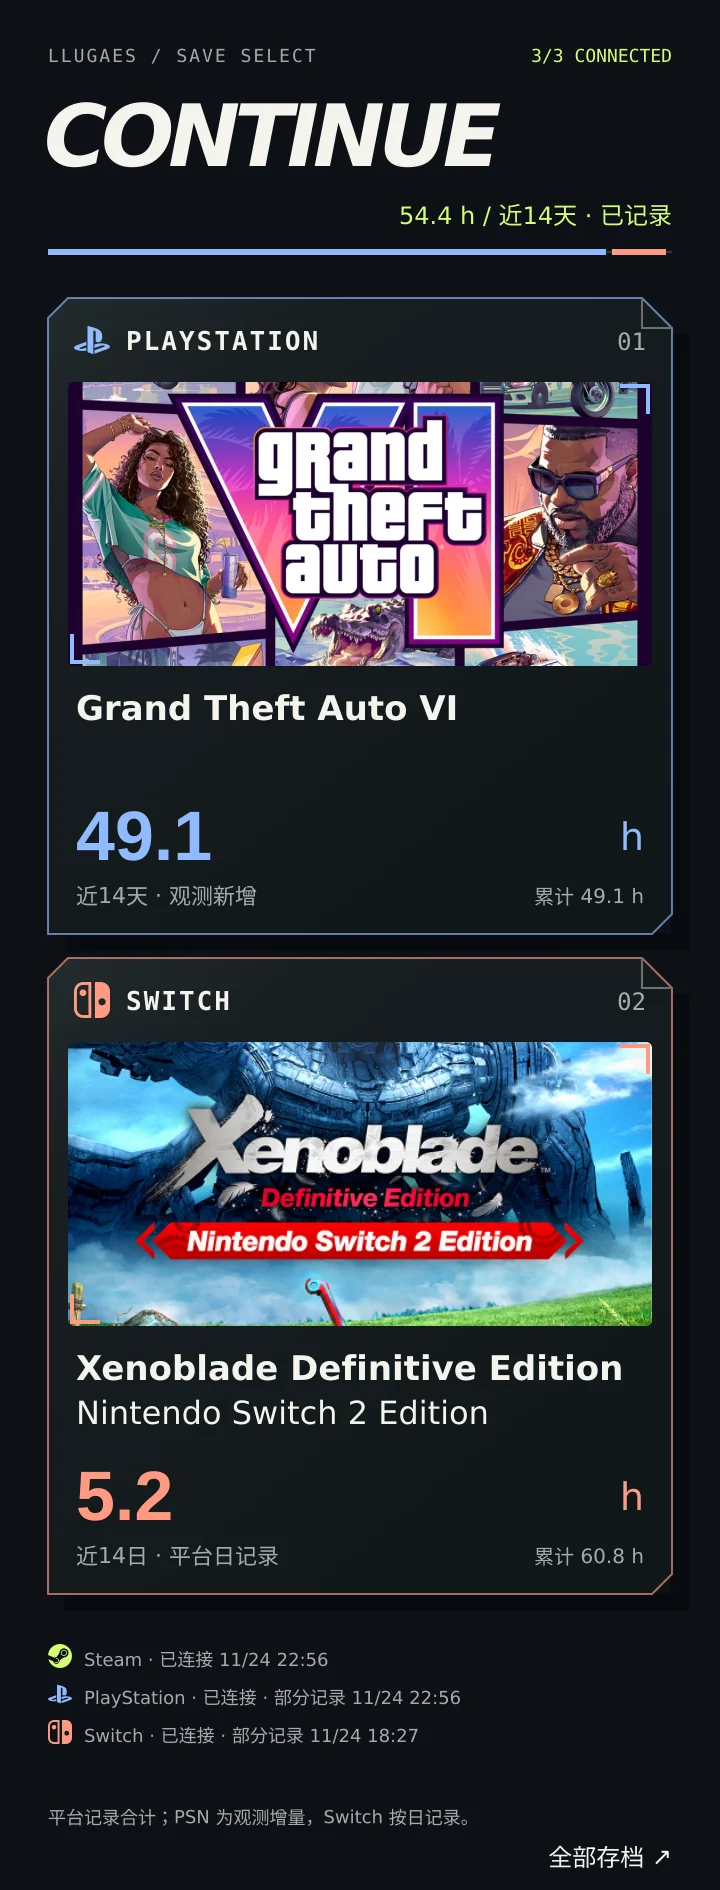 LLUGAES / SAVE SELECT
3/3 CONNECTED
CONTINUE
54.4 h / 近14天 · 已记录
PLAYSTATION
01
VI
grand
theft
auto
Grand Theft Auto VI
49.1
h
近14天 · 观测新增
累计 49.1 h
SWITCH
02
Xenoblade™
Definitive Edition
Nintendo Switch 2 Edition
Xenoblade Definitive Edition
Nintendo Switch 2 Edition
5.2
h
近14日 · 平台日记录
累计 60.8 h
Steam · 已连接 11/24 22:56
PlayStation · 已连接 · 部分记录 11/24 22:56
Switch · 已连接 · 部分记录 11/24 18:27
平台记录合计；PSN 为观测增量，Switch 按日记录。
全部存档 ↗